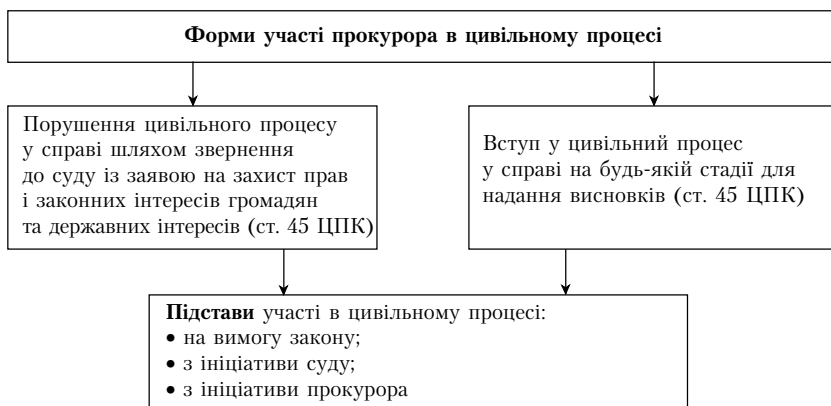 Форми участі прокурора в цивільному процесі
Порушення цивільного процесу
у справі шляхом звернення
до суду із заявою на захист прав
і законних інтересів громадян
та державних інтересів (ст. 45 ЦПК)
Вступ у цивільний процес
у справі на будь-якій стадії для
надання висновків (ст. 45 ЦПК)
Підстави участі в цивільному процесі:
• на вимогу закону;
• з ініціативи суду;
• з ініціативи прокурора